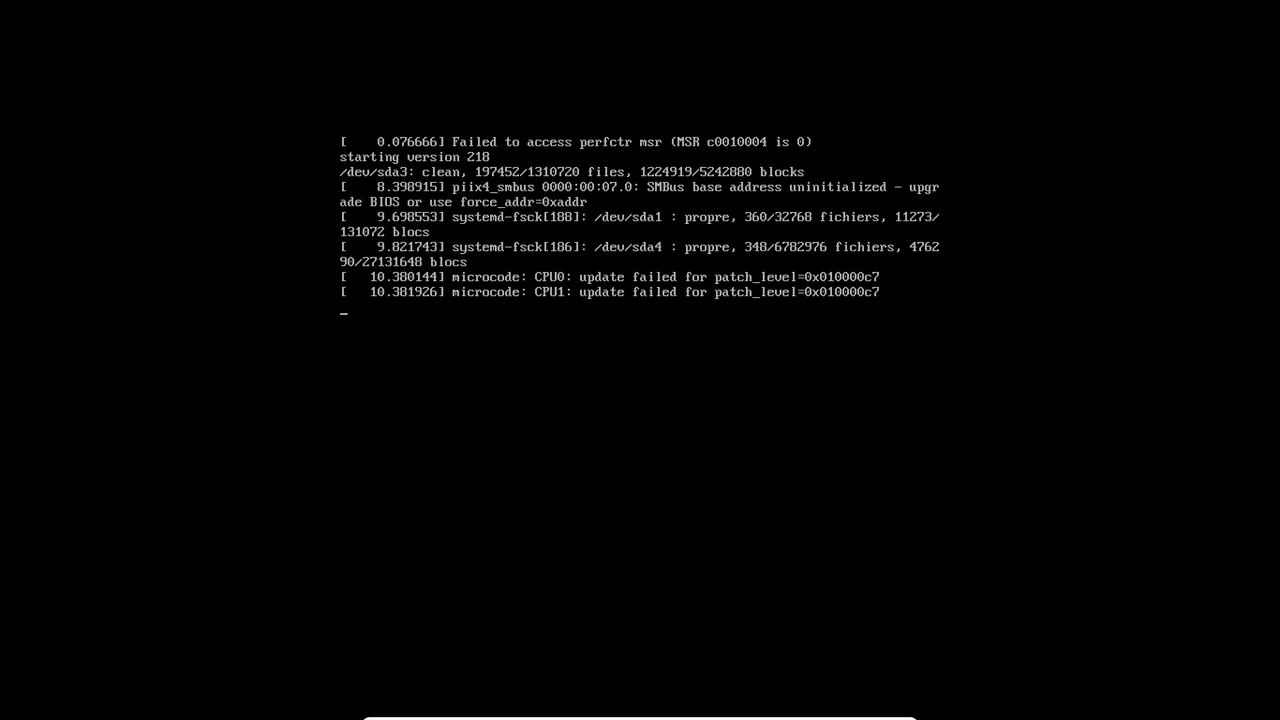 [    0.076666] Failed to access perfctr msr (MSR c0010004 is 0)
starting version 218
/dev/sda3: clean, 197452/1310720 files, 1224919/5242880 blocks
[    8.398915] piix4_smbus 0000:00:07.0: SMBus base address uninitialized - upgr
ade BIOS or use force_addr=0xaddr
[    9.698553] systemd-fsck[188]: /dev/sda1 : propre, 360/32768 fichiers, 11273/
131072 blocs
[    9.821743] systemd-fsck[186]: /dev/sda4 : propre, 348/6782976 fichiers, 4762
90/27131648 blocs
[   10.380144] microcode: CPU0: update failed for patch_level=0x010000c7
[   10.381926] microcode: CPU1: update failed for patch_level=0x010000c7
_